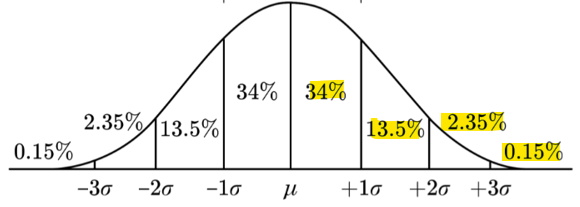 34% 34%
2.35% 13.5% 13.5% 2.35%
0.15% 0.15%
−3σ −2σ −1σ μ +1σ +2σ +3σ